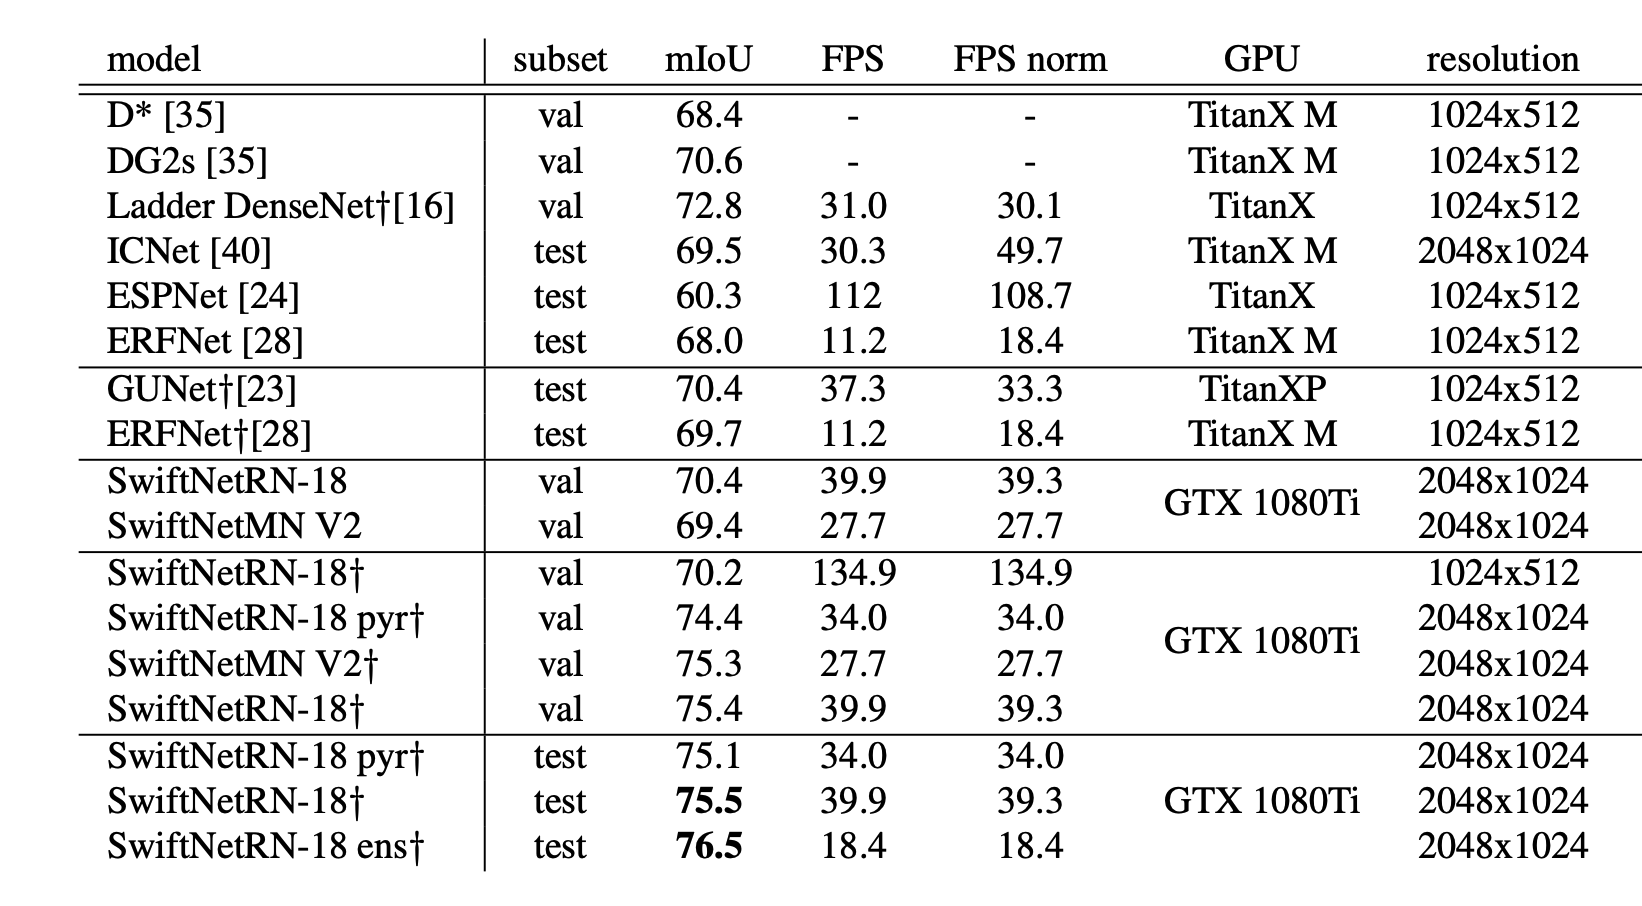 model subset mIoU FPS FPS norm GPU resolution
D* [35] val 68.4 - - TitanX M 1024x512
DG2s [35] val 70.6 - - TitanX M 1024x512
Ladder DenseNet†[16] val 72.8 31.0 30.1 TitanX 1024x512
ICNet [40] test 69.5 30.3 49.7 TitanX M 2048x1024
ESPNet [24] test 60.3 112 108.7 TitanX 1024x512
ERFNet [28] test 68.0 11.2 18.4 TitanX M 1024x512
GUNet†[23] test 70.4 37.3 33.3 TitanXP 1024x512
ERFNet†[28] test 69.7 11.2 18.4 TitanX M 1024x512
SwiftNetRN-18 val 70.4 39.9 39.3 GTX 1080Ti 2048x1024
SwiftNetMN V2 val 69.4 27.7 27.7 2048x1024
SwiftNetRN-18† val 70.2 134.9 134.9 1024x512
SwiftNetRN-18 pyr† val 74.4 34.0 34.0 GTX 1080Ti 2048x1024
SwiftNetMN V2† val 75.3 27.7 27.7 2048x1024
SwiftNetRN-18† val 75.4 39.9 39.3 2048x1024
SwiftNetRN-18 pyr† test 75.1 34.0 34.0 2048x1024
SwiftNetRN-18† test 75.5 39.9 39.3 GTX 1080Ti 2048x1024
SwiftNetRN-18 ens† test 76.5 18.4 18.4 2048x1024